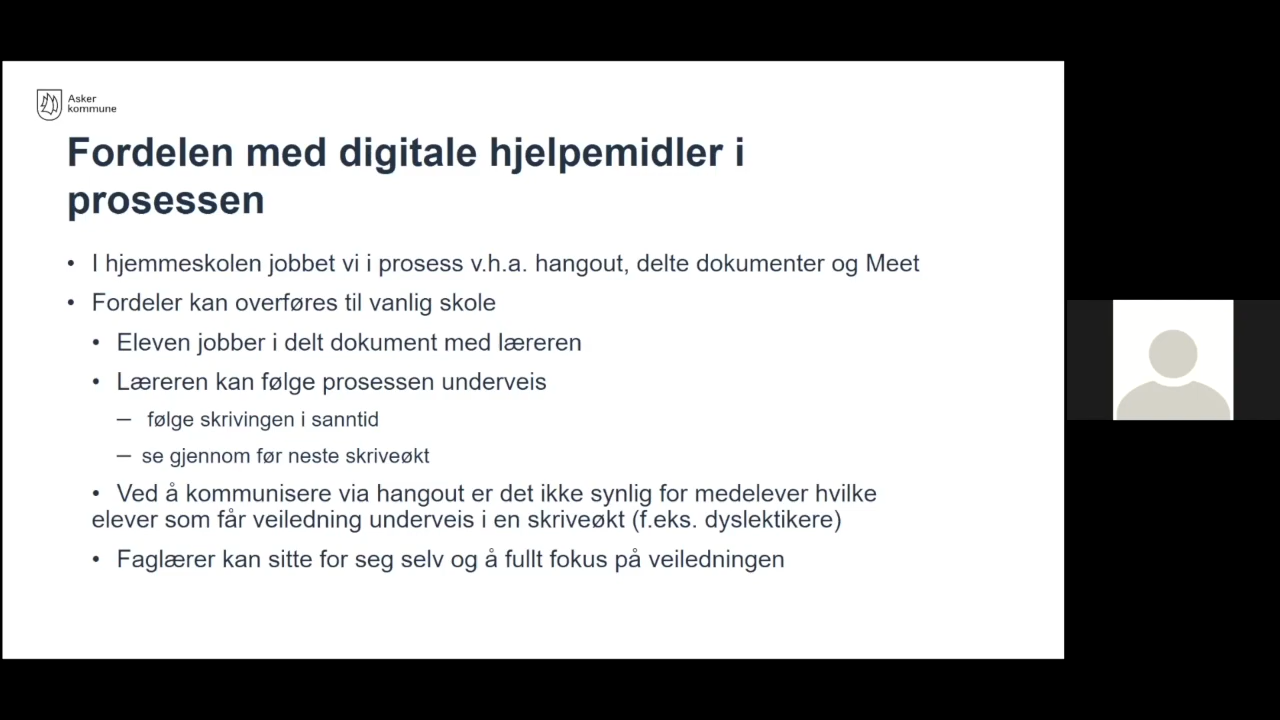 Asker
kommune
Fordelen med digitale hjelpemidler i
prosessen
• I hjemmeskolen jobbet vi i prosess v.h.a. hangout, delte dokumenter og Meet
• Fordeler kan overføres til vanlig skole
• Eleven jobber i delt dokument med læreren
• Læreren kan følge prosessen underveis
— følge skrivingen i sanntid
— se gjennom før neste skriveøkt
• Ved å kommunisere via hangout er det ikke synlig for medelever hvilke
elever som får veiledning underveis i en skriveøkt (f.eks. dyslektikere)
• Faglærer kan sitte for seg selv og å fullt fokus på veiledningen